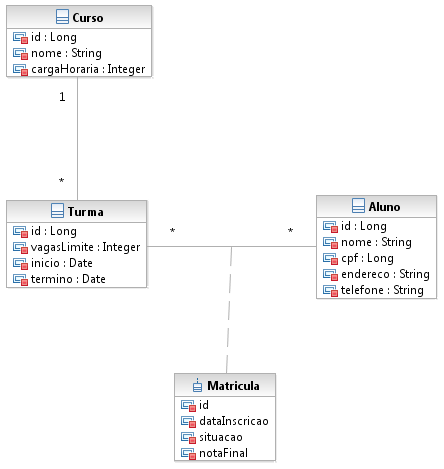 Curso
id : Long
nome : String
cargaHoraria : Integer
1
*
Turma
id : Long
vagasLimite : Integer
inicio : Date
termino : Date
*
*
Aluno
id : Long
nome : String
cpf : Long
endereco : String
telefone : String
Matricula
id
dataInscricao
situacao
notaFinal